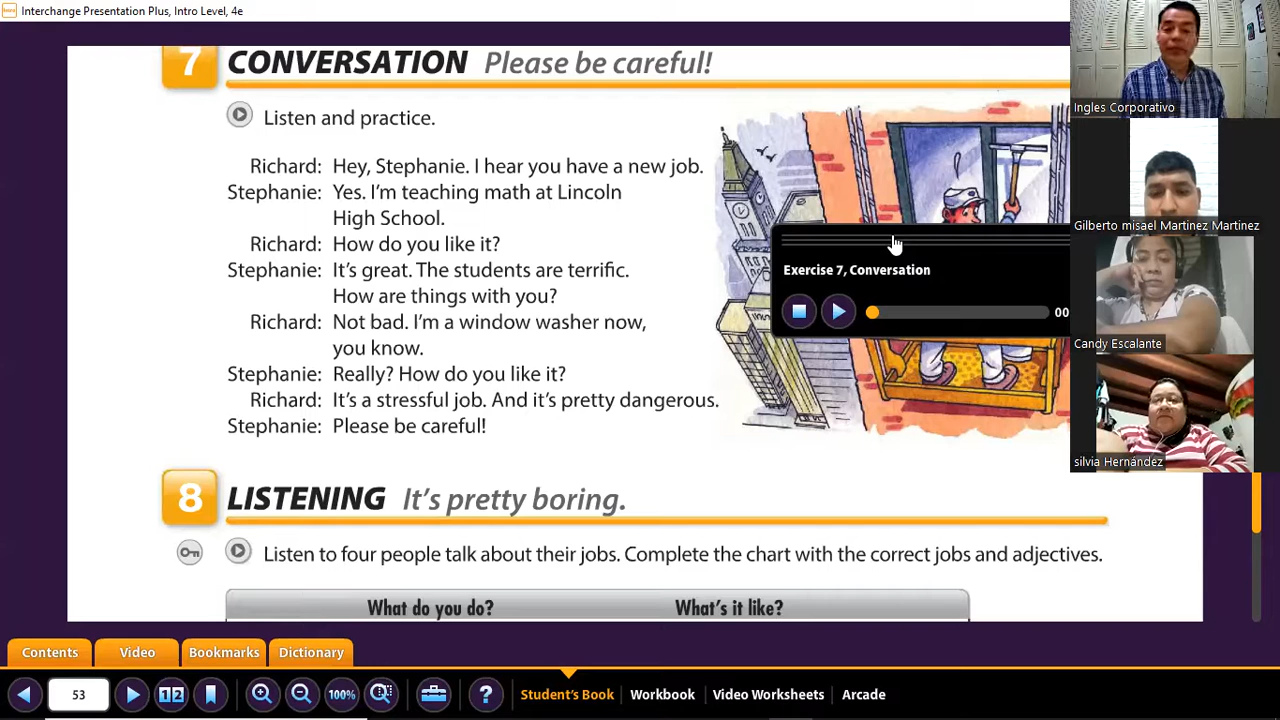 Interchange Presentation Plus, Intro Level, 4e
7 CONVERSATION Please be careful!
Listen and practice.
Richard: Hey, Stephanie. I hear you have a new job.
Stephanie: Yes. I'm teaching math at Lincoln
High School.
Richard: How do you like it?
Stephanie: It's great. The students are terrific.
How are things with you?
Richard: Not bad. I'm a window washer now,
you know.
Stephanie: Really? How do you like it?
Richard: It's a stressful job. And it's pretty dangerous.
Stephanie: Please be careful!
Exercise 7, Conversation
00
8 LISTENING It's pretty boring.
Listen to four people talk about their jobs. Complete the chart with the correct jobs and adjectives.
What do you do? What's it like?
Ingles Corporativo
Gilberto misael Martinez Martinez
Candy Escalante
silvia Hernández
Contents Video Bookmarks Dictionary
53 12 100% ? Student's Book Workbook Video Worksheets Arcade